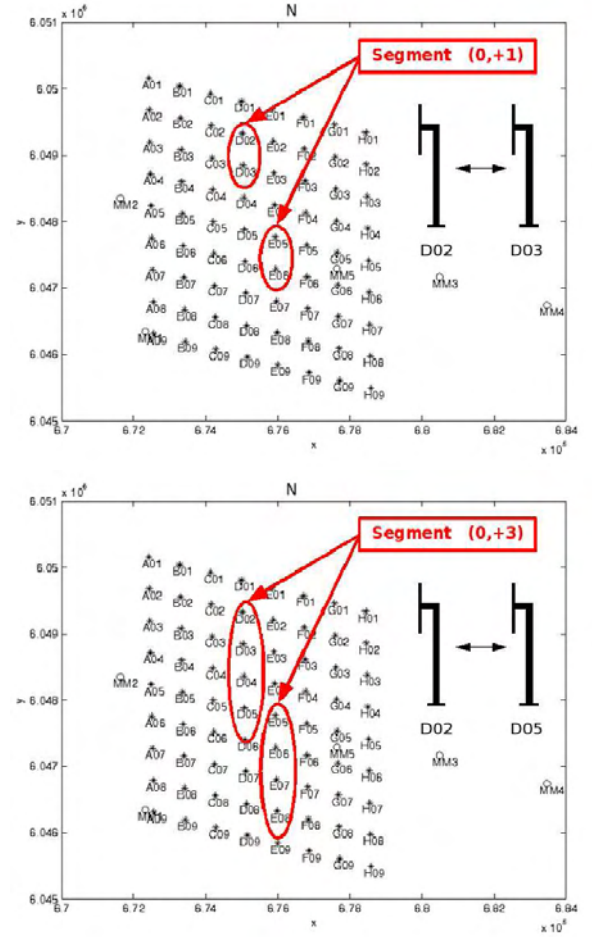 N
x 10⁶
6.051
6.05
6.049
6.048
6.047
6.046
6.045
y
6.7
6.72
6.74
6.76
6.78
6.8
6.82
6.84
x
x 10⁶
Segment (0,+1)
A01 B01 C01 D01 E01 F01 G01 H01
A02 B02 C02 D02 E02 F02 G02 H02
A03 B03 C03 D03 E03 F03 G03 H03
A04 B04 C04 D04 F04 G04 H04
A05 B05 C05 D05 E05 F05 G05 H05
A06 B06 C06 D06 E06 F06 G06 H06
A07 B07 C07 D07 E07 F07 G07 H07
A08 B08 C08 D08 E08 F08 G08 H08
A09 B09 C09 D09 E09 F09 G09 H09
MM2
MM5
MM3
MM4
D02
D03
N
x 10⁶
6.051
6.05
6.049
6.048
6.047
6.046
6.045
y
6.7
6.72
6.74
6.76
6.78
6.8
6.82
6.84
x
x 10⁶
Segment (0,+3)
A01 B01 C01 D01 E01 F01 G01 H01
A02 B02 C02 D02 E02 F02 G02 H02
A03 B03 C03 D03 E03 F03 G03 H03
A04 B04 C04 D04 F04 G04 H04
A05 B05 C05 D05 E05 F05 G05 H05
A06 B06 C06 D06 E06 F06 G06 H06
A07 B07 C07 D07 E07 F07 G07 H07
A08 B08 C08 D08 E08 F08 G08 H08
A09 B09 C09 D09 E09 F09 G09 H09
MM2
MM5
MM3
MM4
D02
D05